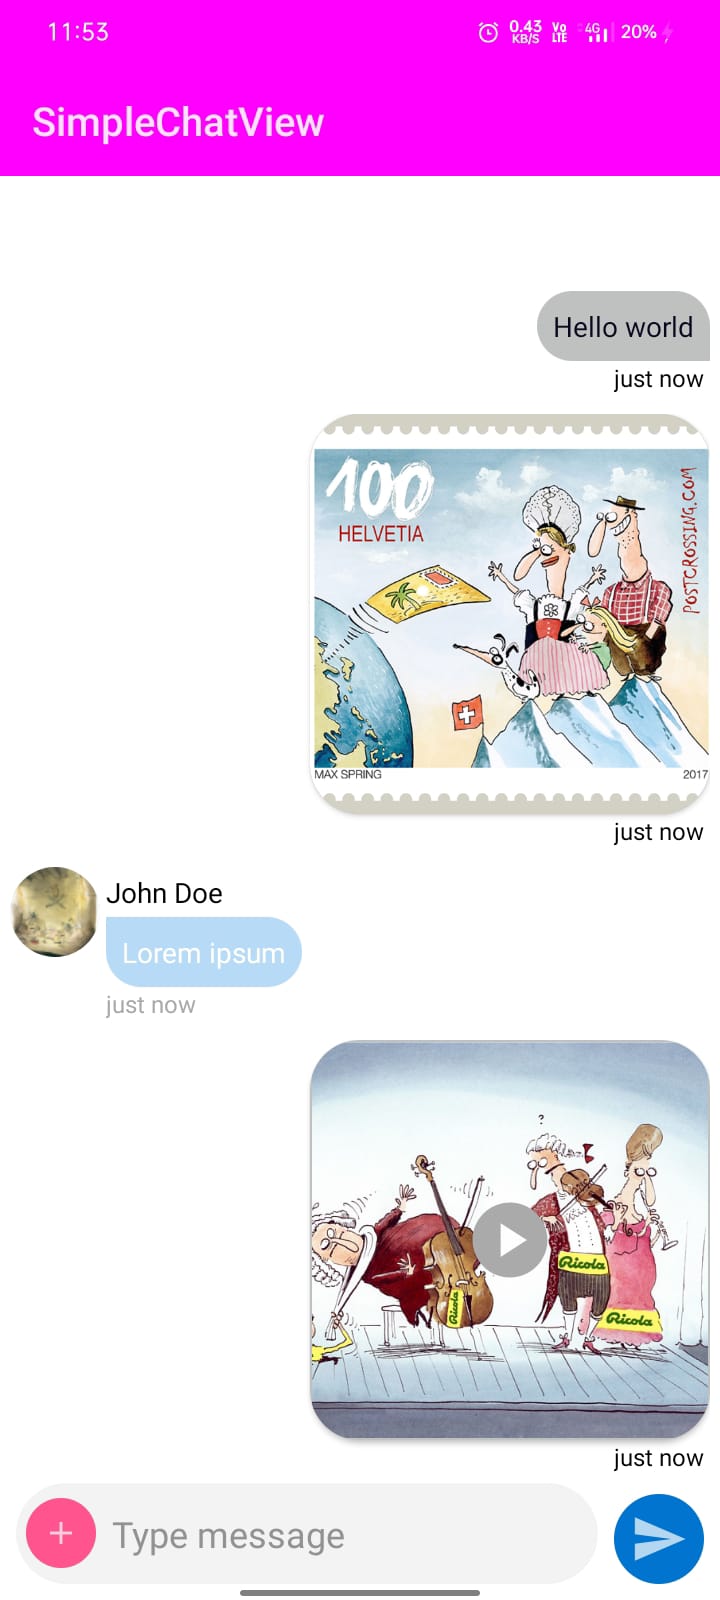 11:53
0.43
KB/S
Vo
LTE
4G
20%
SimpleChatView
Hello world
just now
100
HELVETIA
POSTCROSSING.COM
MAX SPRING
2017
just now
John Doe
Lorem ipsum
just now
?
Ricola
Ricola
Ricola
just now
Type message